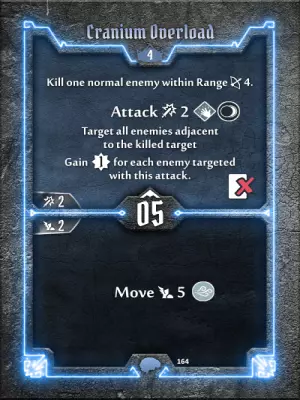 Cranium Overload
4
Kill one normal enemy within Range 4.
Attack 2
Target all enemies adjacent
to the killed target
Gain 1 for each enemy targeted
with this attack.
2
05
2
Move 5
164